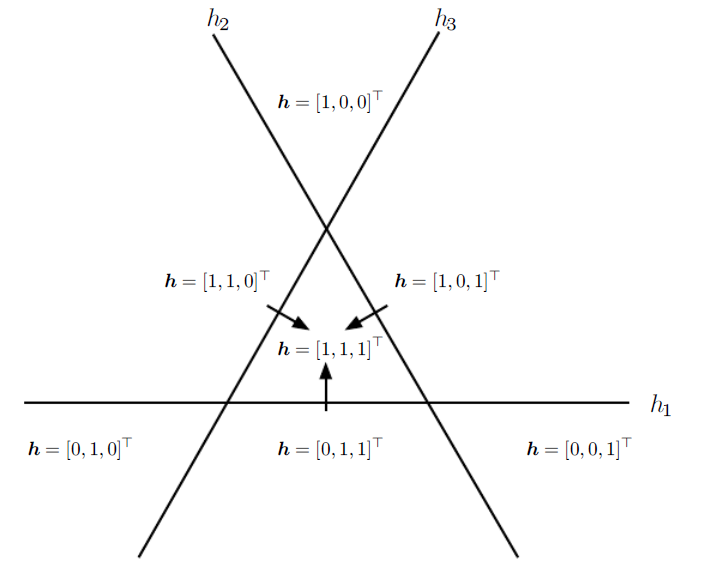 h₂
h₃
h = [1, 0, 0]⊤
h = [1, 1, 0]⊤
h = [1, 0, 1]⊤
h = [1, 1, 1]⊤
h₁
h = [0, 1, 0]⊤
h = [0, 1, 1]⊤
h = [0, 0, 1]⊤